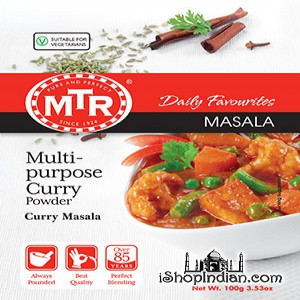 SUITABLE FOR
VEGETARIANS
PURE AND PERFECT
MTR
SINCE 1924
Daily Favourites
MASALA
Multi-
purpose
Curry
Powder
Curry Masala
Always
Pounded
Best
Quality
Over
85
YEARS
Perfect
Blending
iShopIndian.com
Net Wt. 100g 3.53oz